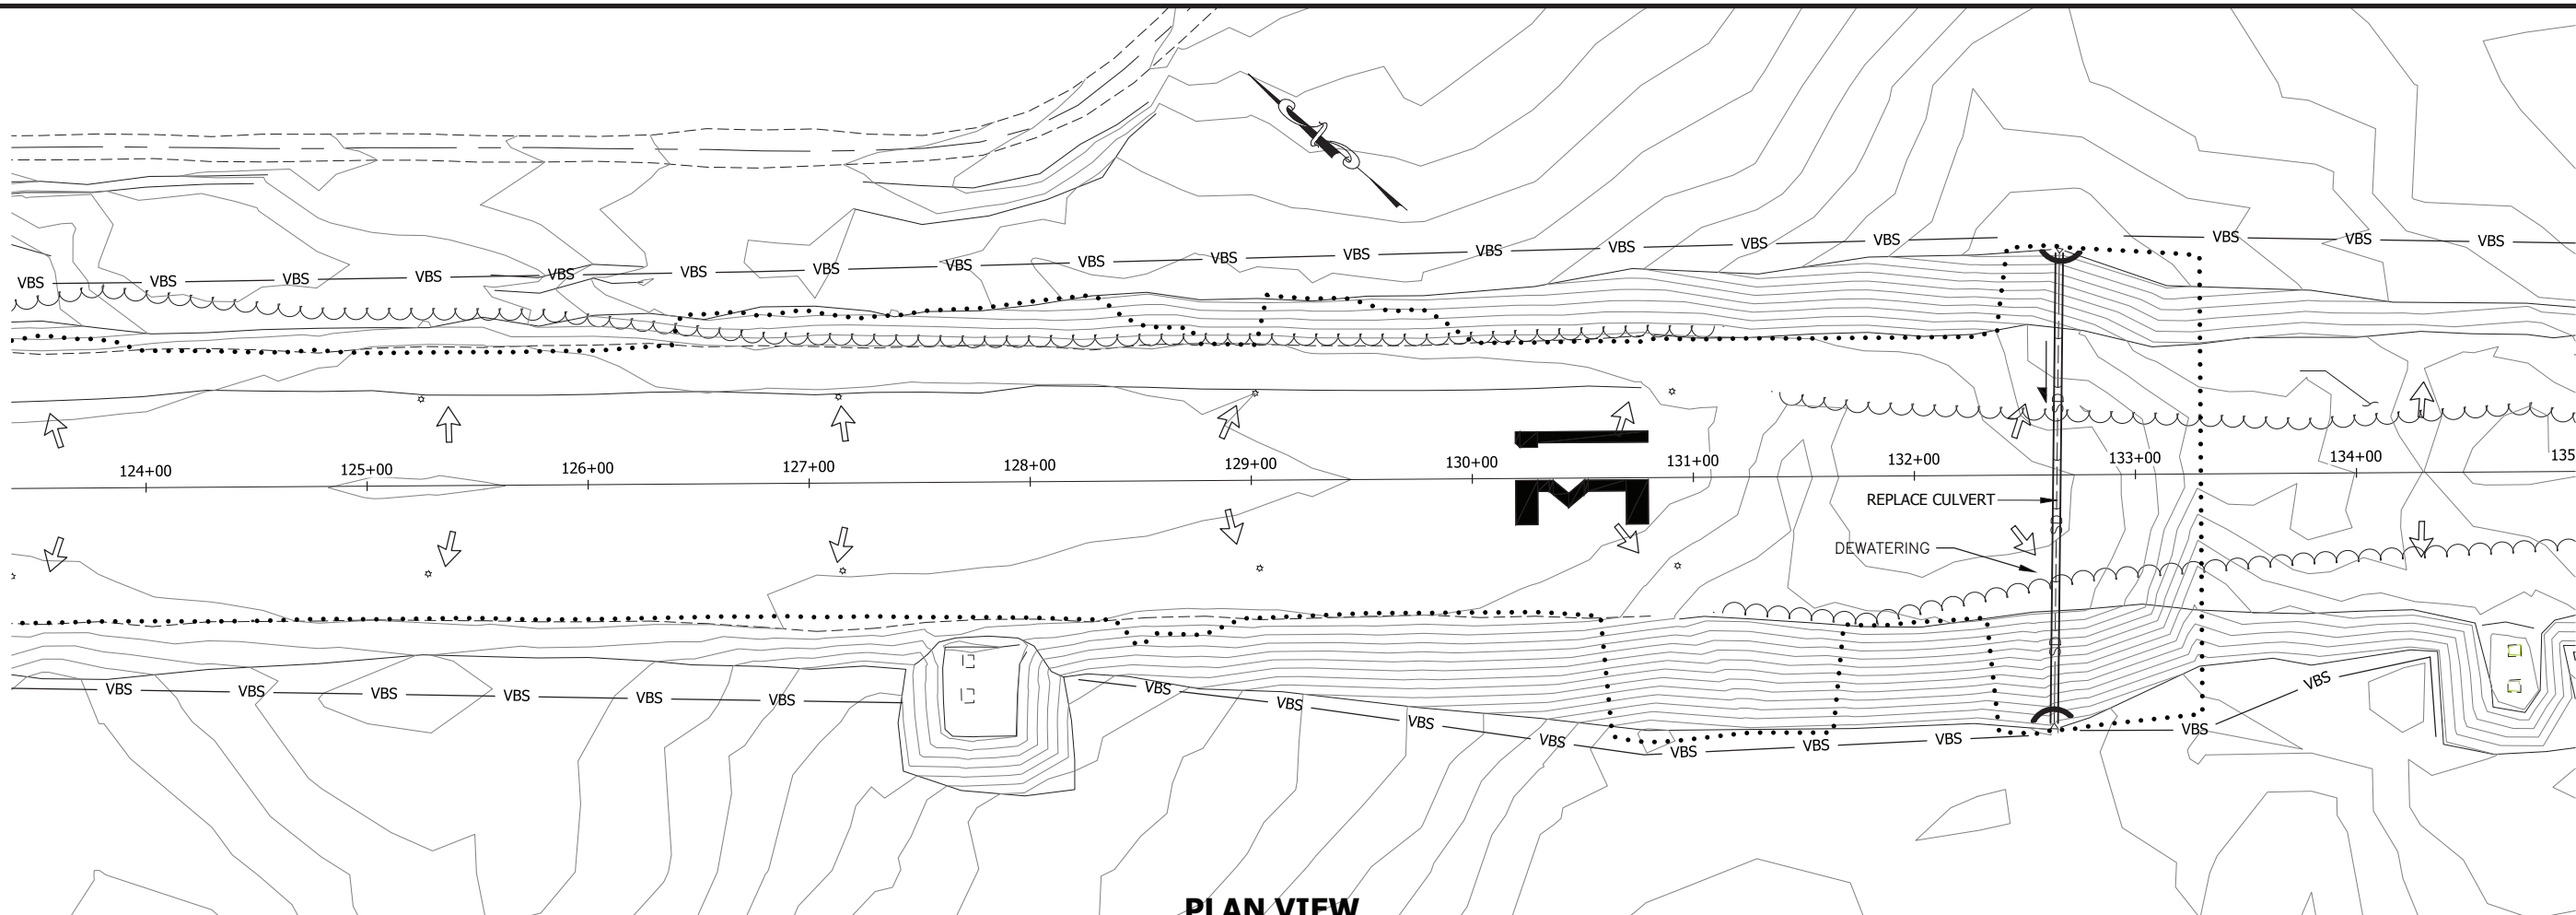 VBS VBS VBS VBS VBS VBS VBS VBS VBS VBS VBS VBS VBS VBS VBS VBS VBS VBS
124+00 125+00 126+00 127+00 128+00 129+00 130+00 131+00 132+00 133+00 134+00 135
REPLACE CULVERT
DEWATERING
VBS VBS VBS VBS VBS VBS VBS VBS VBS VBS VBS VBS VBS VBS VBS
PLAN VIEW